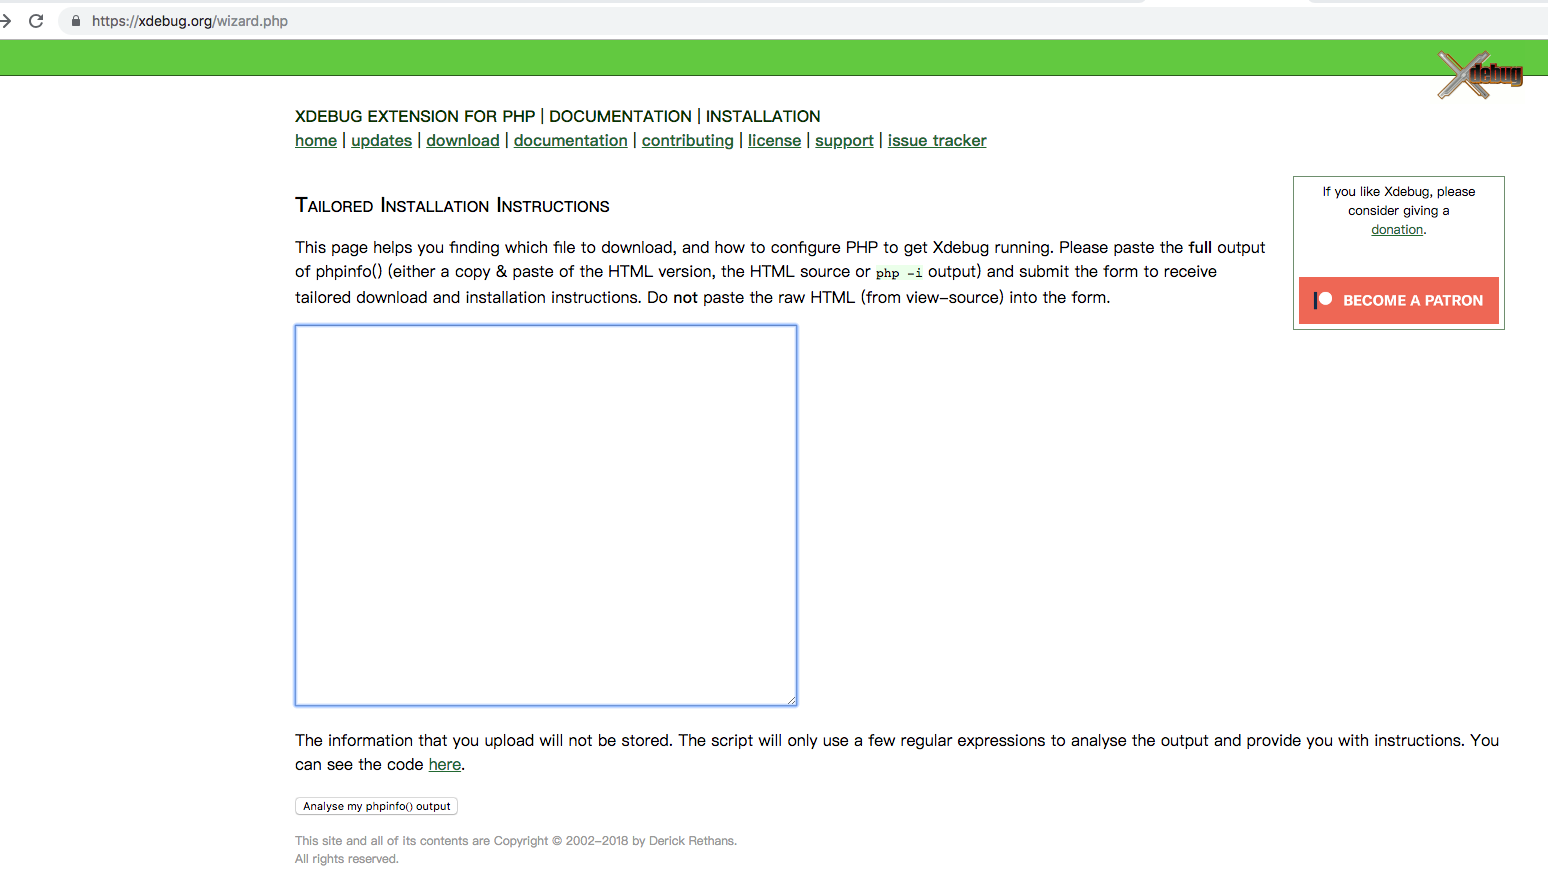 https://xdebug.org/wizard.php
Xdebug
XDEBUG EXTENSION FOR PHP | DOCUMENTATION | INSTALLATION
home | updates | download | documentation | contributing | license | support | issue tracker
If you like Xdebug, please
consider giving a
donation.
BECOME A PATRON
TAILORED INSTALLATION INSTRUCTIONS
This page helps you finding which file to download, and how to configure PHP to get Xdebug running. Please paste the full output
of phpinfo() (either a copy & paste of the HTML version, the HTML source or php -i output) and submit the form to receive
tailored download and installation instructions. Do not paste the raw HTML (from view-source) into the form.
The information that you upload will not be stored. The script will only use a few regular expressions to analyse the output and provide you with instructions. You
can see the code here.
Analyse my phpinfo() output
This site and all of its contents are Copyright © 2002-2018 by Derick Rethans.
All rights reserved.